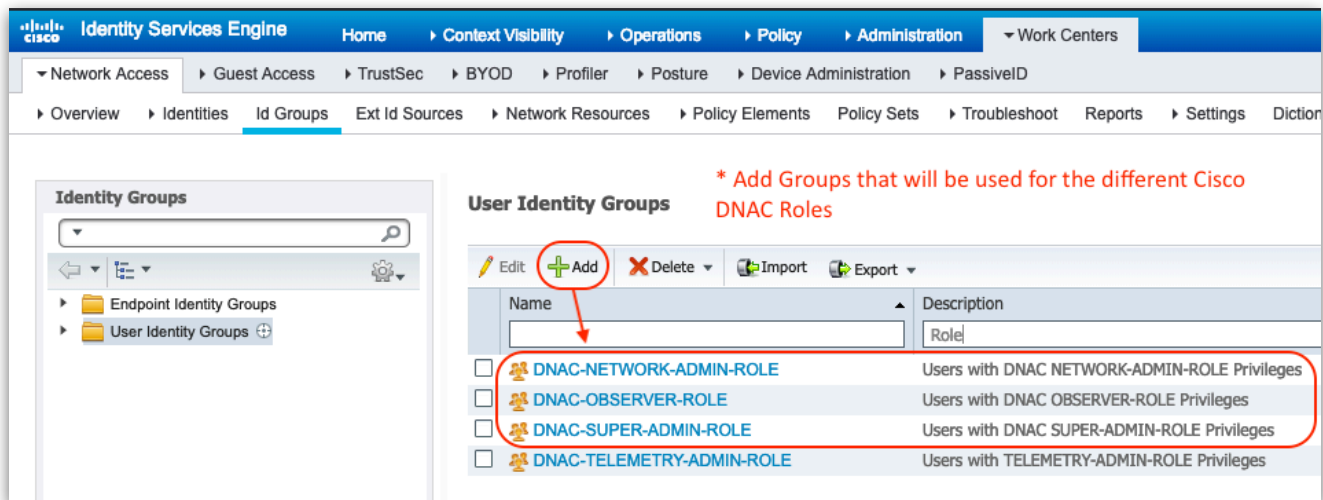 cisco Identity Services Engine Home Context Visibility Operations Policy Administration Work Centers
Network Access Guest Access TrustSec BYOD Profiler Posture Device Administration PassiveID
Overview Identities Id Groups Ext Id Sources Network Resources Policy Elements Policy Sets Troubleshoot Reports Settings Diction
* Add Groups that will be used for the different Cisco
DNAC Roles
Identity Groups
Endpoint Identity Groups
User Identity Groups
User Identity Groups
Edit Add Delete Import Export
Name Description
Role
DNAC-NETWORK-ADMIN-ROLE Users with DNAC NETWORK-ADMIN-ROLE Privileges
DNAC-OBSERVER-ROLE Users with DNAC OBSERVER-ROLE Privileges
DNAC-SUPER-ADMIN-ROLE Users with DNAC SUPER-ADMIN-ROLE Privileges
DNAC-TELEMETRY-ADMIN-ROLE Users with TELEMETRY-ADMIN-ROLE Privileges